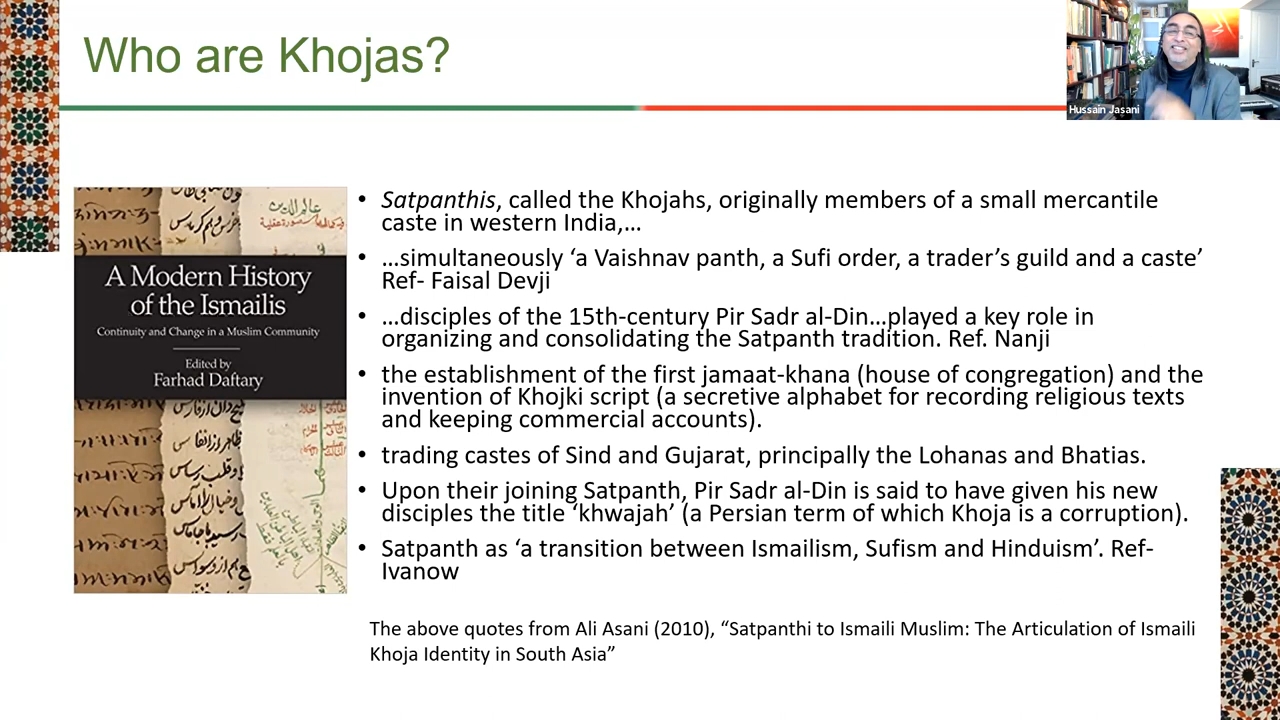 Who are Khojas?
Hussain Jasani
A Modern History
of the Ismailis
Continuity and Change in a Muslim Community
Edited by
Farhad Daftary
• Satpanthis, called the Khojahs, originally members of a small mercantile
caste in western India,...
• ...simultaneously ‘a Vaishnav panth, a Sufi order, a trader’s guild and a caste’
Ref- Faisal Devji
• ...disciples of the 15th-century Pir Sadr al-Din...played a key role in
organizing and consolidating the Satpanth tradition. Ref. Nanji
• the establishment of the first jamaat-khana (house of congregation) and the
invention of Khojki script (a secretive alphabet for recording religious texts
and keeping commercial accounts).
• trading castes of Sind and Gujarat, principally the Lohanas and Bhatias.
• Upon their joining Satpanth, Pir Sadr al-Din is said to have given his new
disciples the title ‘khwajah’ (a Persian term of which Khoja is a corruption).
• Satpanth as ‘a transition between Ismailism, Sufism and Hinduism’. Ref-
Ivanow
The above quotes from Ali Asani (2010), “Satpanthi to Ismaili Muslim: The Articulation of Ismaili
Khoja Identity in South Asia”